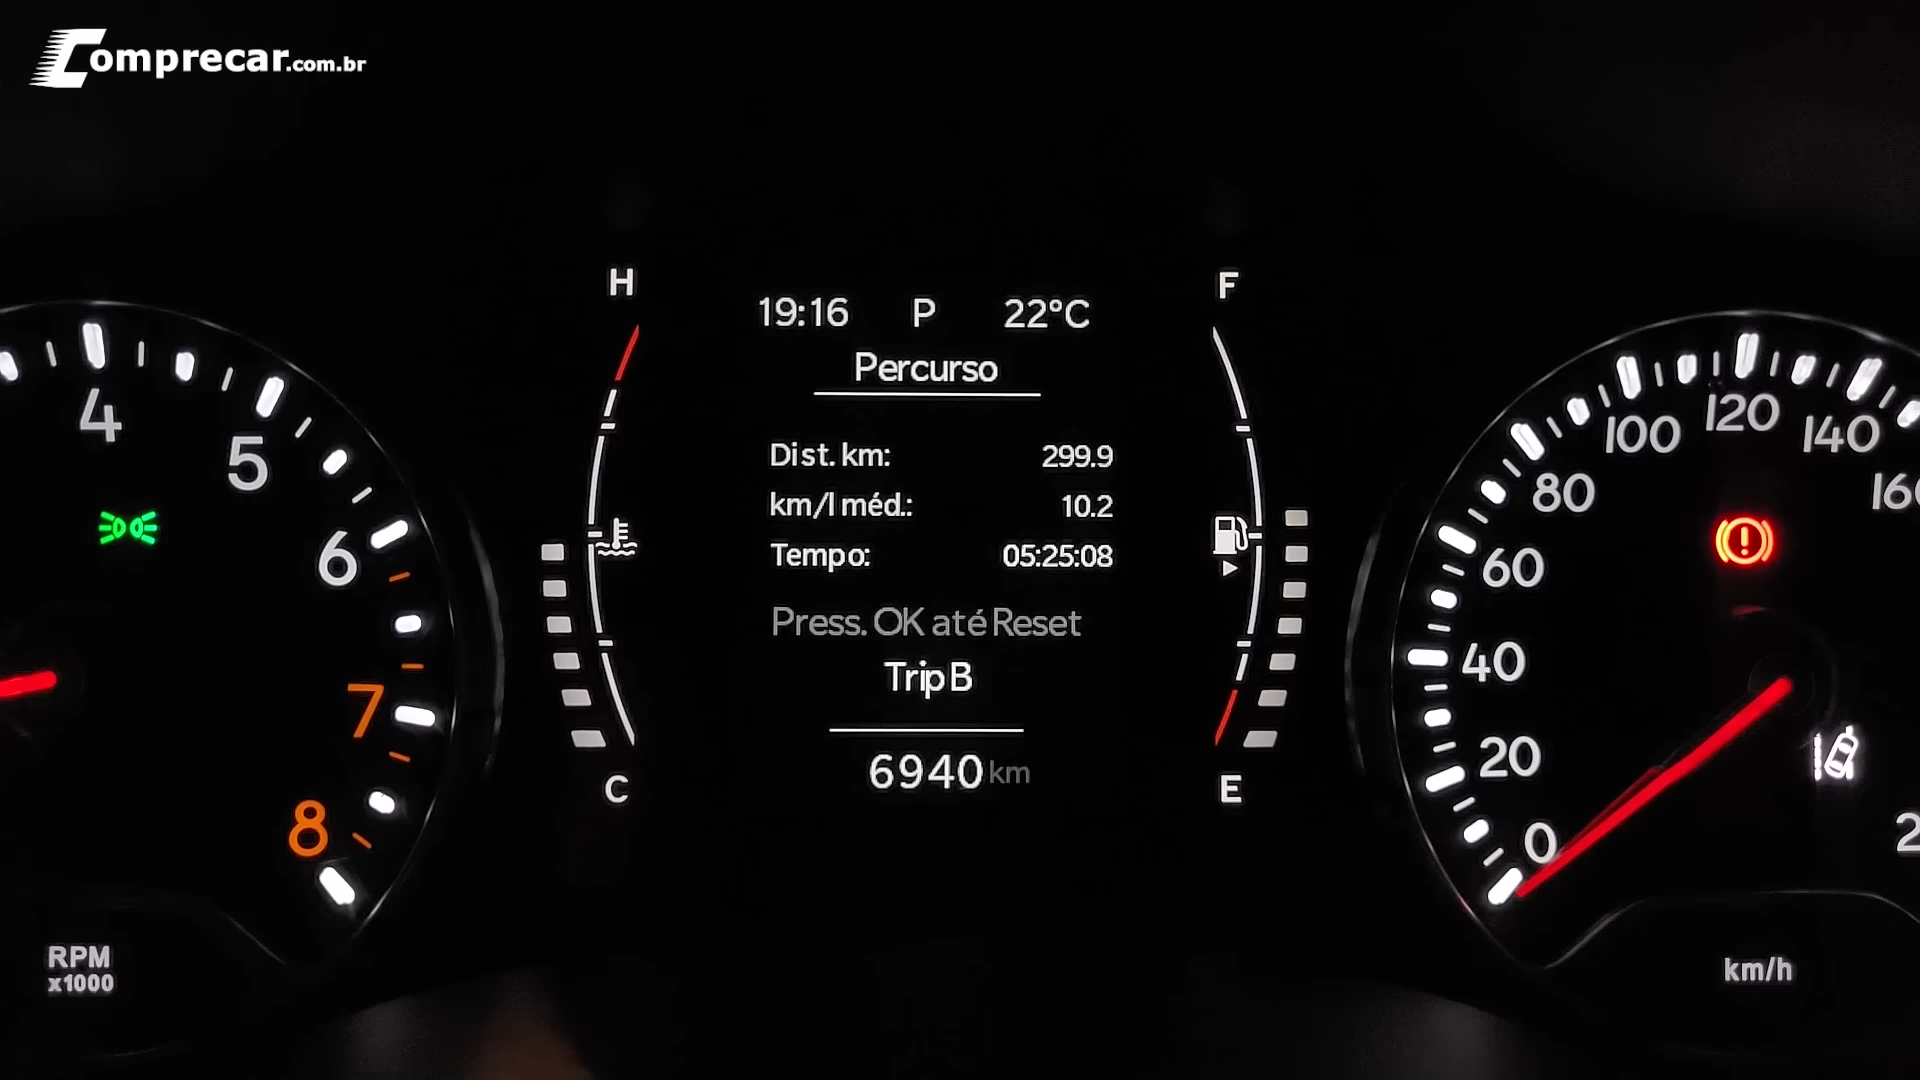 Comprecar.com.br
H
F
19:16 P 22°C
Percurso
Dist. km: 299.9
km/l méd.: 10.2
Tempo: 05:25:08
Press. OK até Reset
Trip B
6940 km
C
E
4
5
6
7
8
RPM
x1000
0
20
40
60
80
100
120
140
km/h